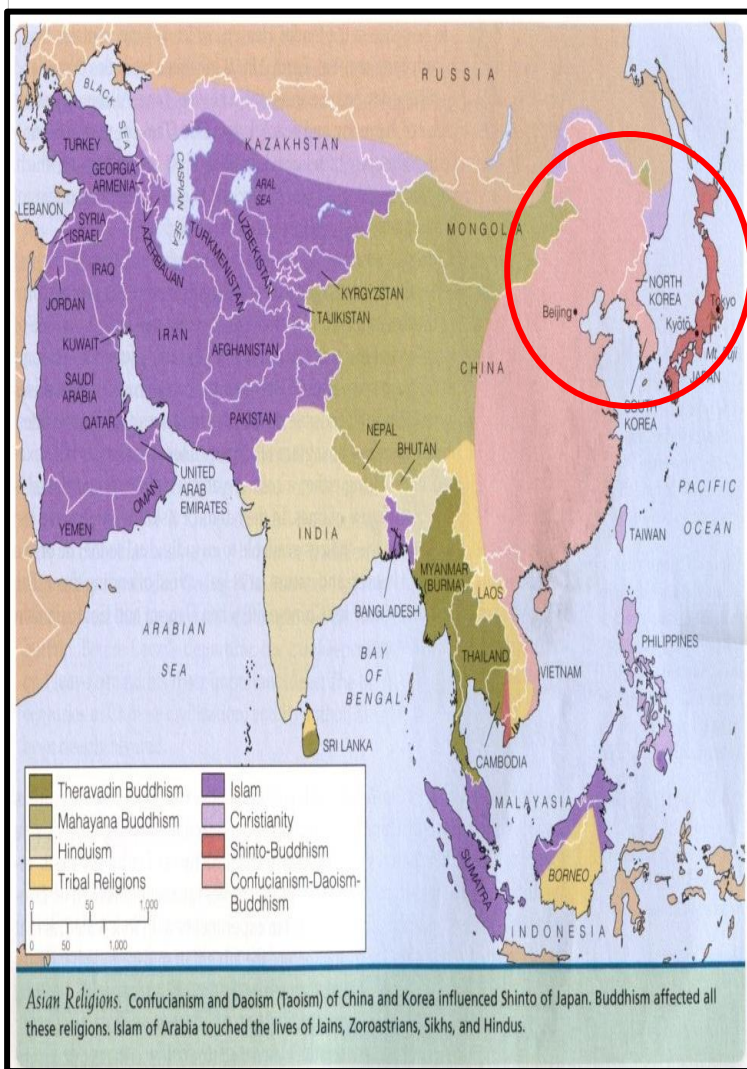 RUSSIA
BLACK SEA
KAZAKHSTAN
TURKEY
GEORGIA
ARMENIA
CASPIAN SEA
ARAL SEA
LEBANON
SYRIA
ISRAEL
AZERBAIJAN
TURKMENISTAN
UZBEKISTAN
MONGOLIA
IRAQ
KYRGYZSTAN
NORTH KOREA
JORDAN
TAJIKISTAN
Beijing
Tokyo
Kyōtō
KUWAIT
IRAN
AFGHANISTAN
Mt. Fuji
JAPAN
CHINA
SAUDI ARABIA
PAKISTAN
SOUTH KOREA
QATAR
NEPAL
BHUTAN
UNITED ARAB EMIRATES
OMAN
PACIFIC OCEAN
YEMEN
INDIA
TAIWAN
MYANMAR (BURMA)
LAOS
BANGLADESH
ARABIAN SEA
BAY OF BENGAL
THAILAND
PHILIPPINES
VIETNAM
SRI LANKA
CAMBODIA
Theravadin Buddhism
Mahayana Buddhism
Hinduism
Tribal Religions
Islam
Christianity
Shinto-Buddhism
Confucianism-Daoism-
Buddhism
0 50 1,000
0 50 1,000
MALAYASIA
SUMATRA
BORNEO
INDONESIA
Asian Religions. Confucianism and Daoism (Taoism) of China and Korea influenced Shinto of Japan. Buddhism affected all
these religions. Islam of Arabia touched the lives of Jains, Zoroastrians, Sikhs, and Hindus.